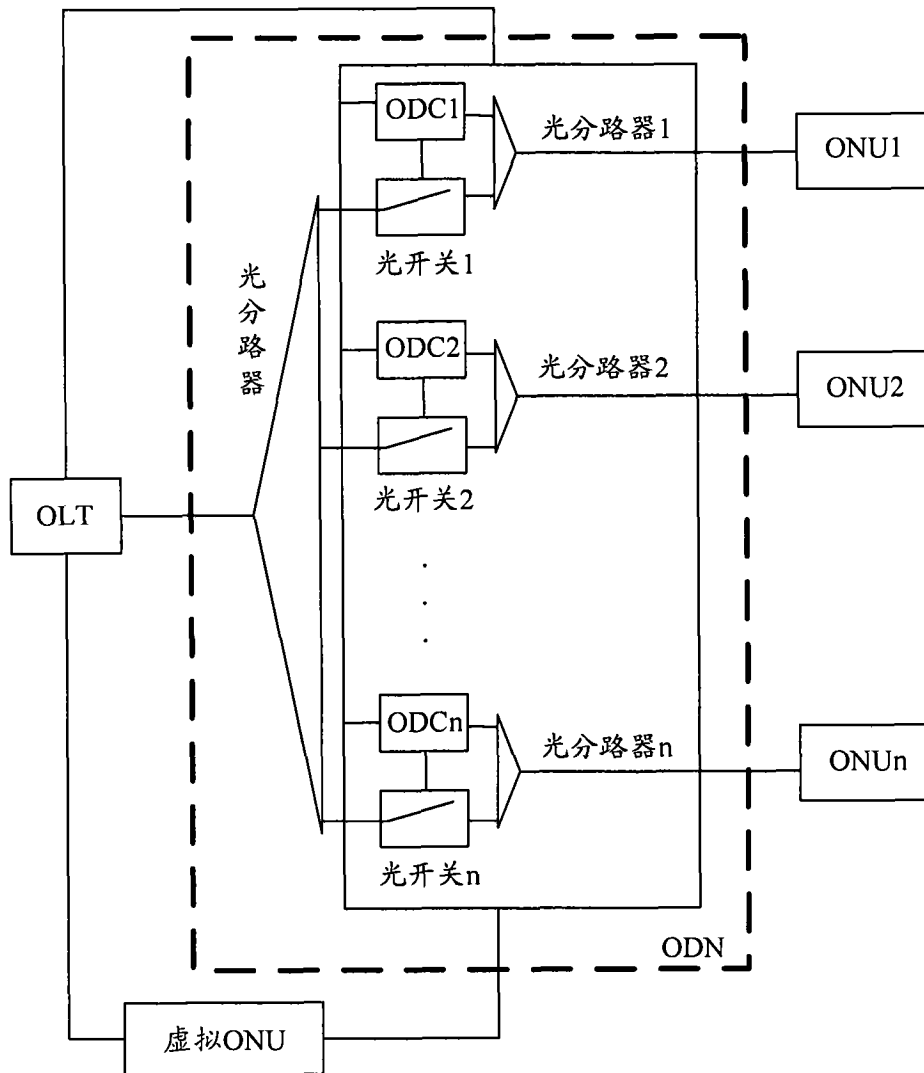 ODC1
光分路器1
ONU1
光开关1
光分路器
ODC2
光分路器2
ONU2
光开关2
OLT
ODCn
光分路器n
ONUn
光开关n
ODN
虚拟ONU